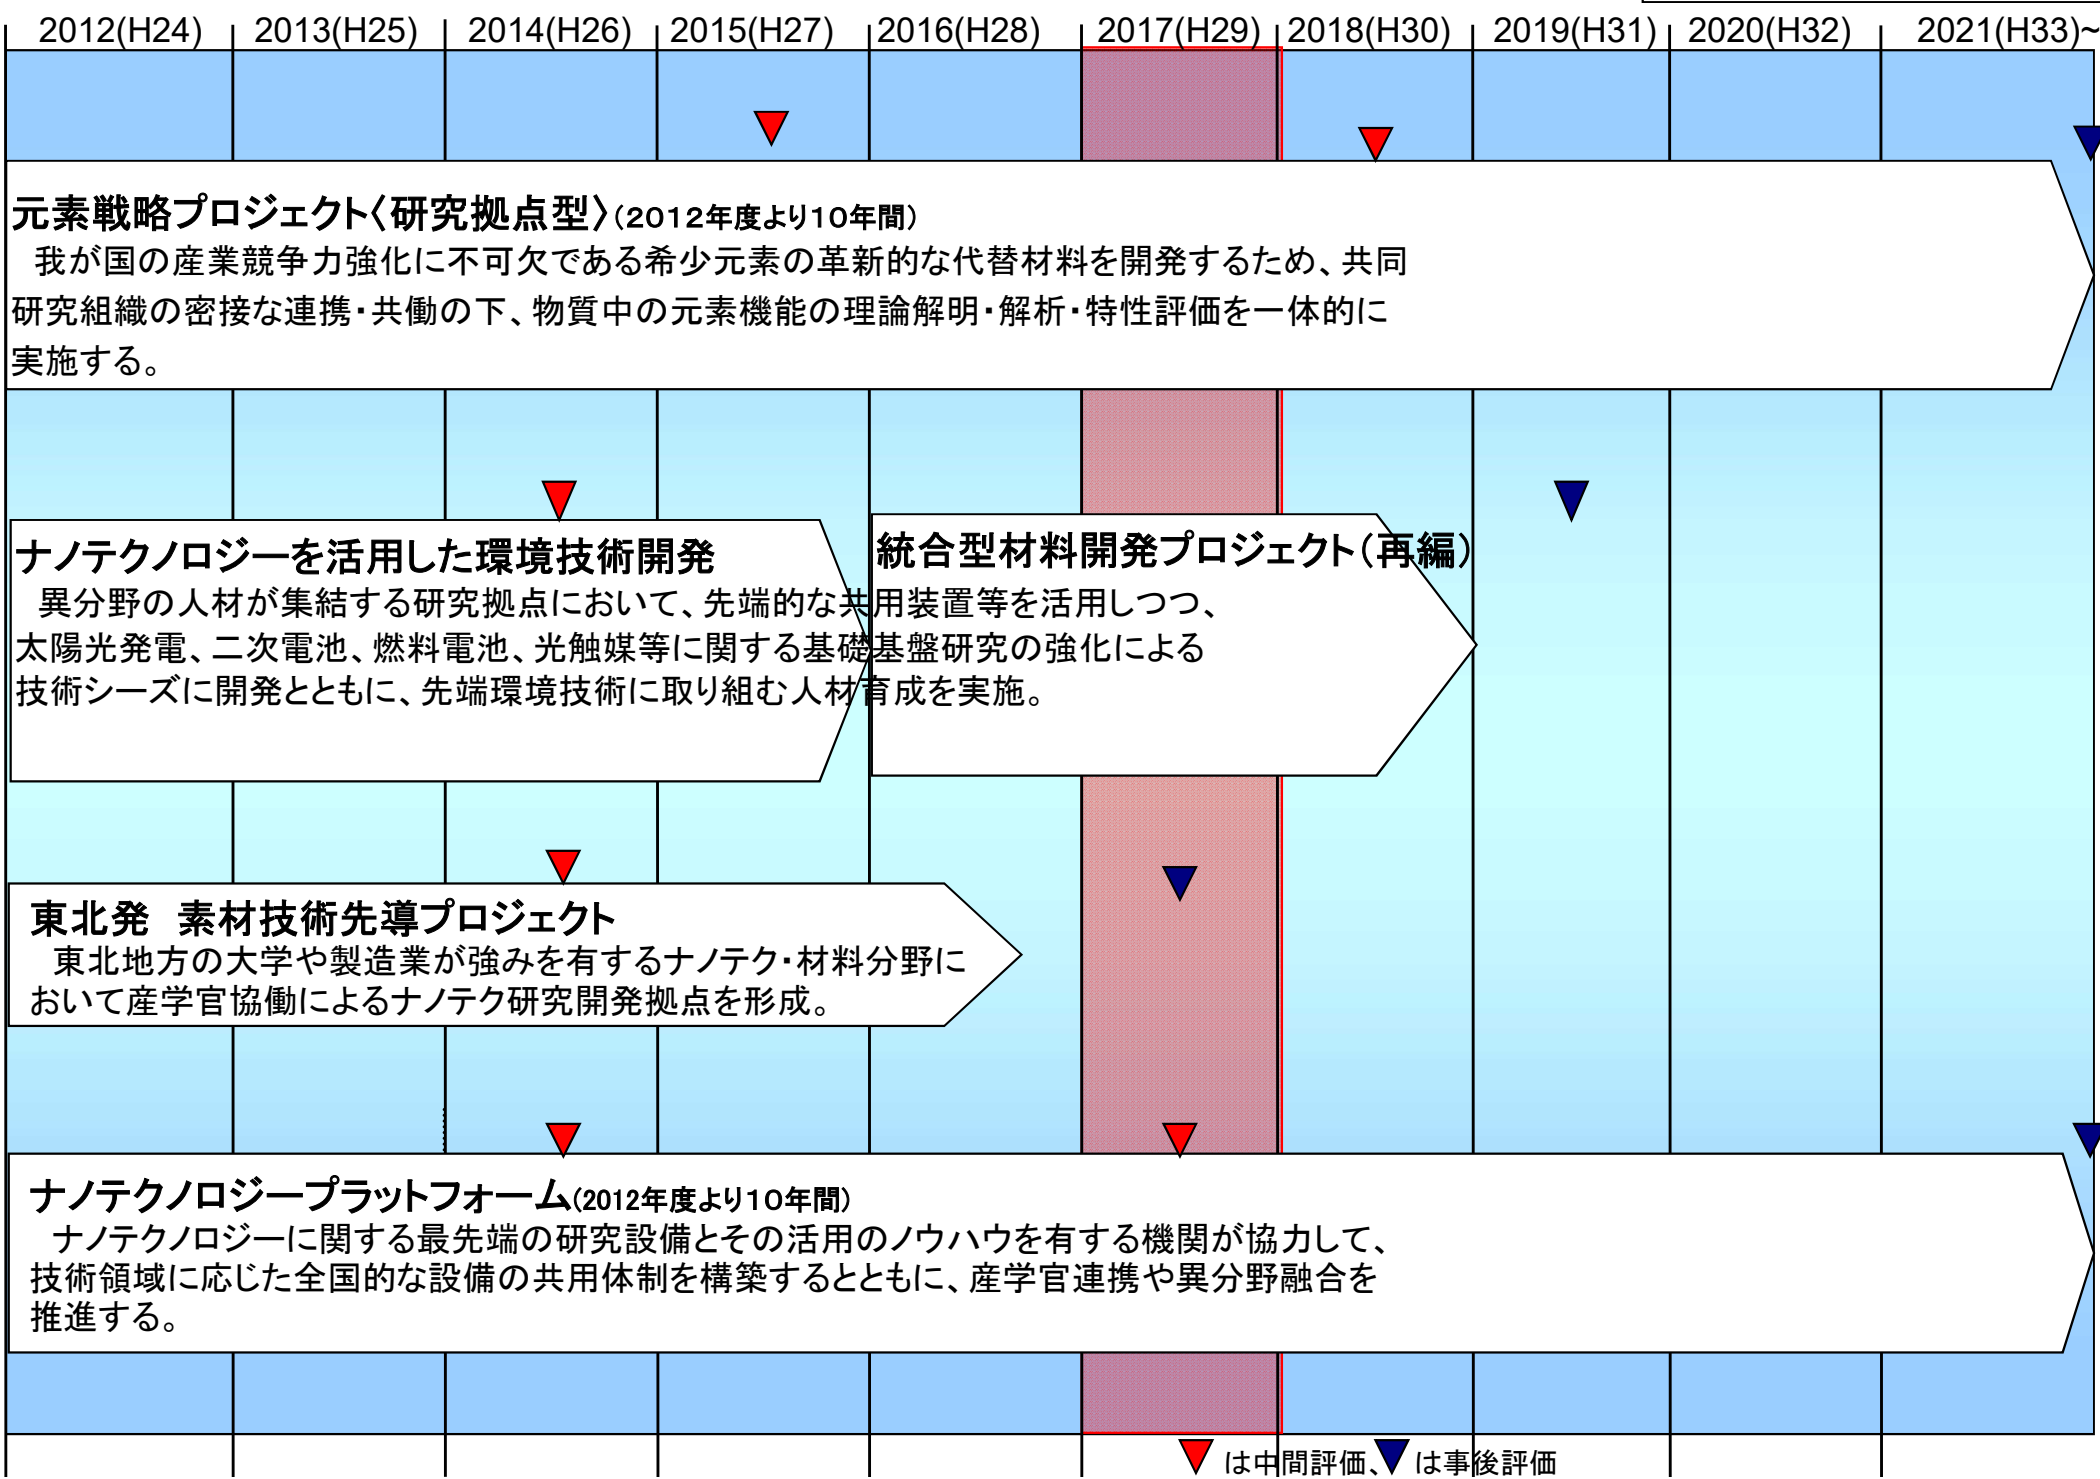 2012(H24) 2013(H25) 2014(H26) 2015(H27) 2016(H28) 2017(H29) 2018(H30) 2019(H31) 2020(H32) 2021(H33)~
元素戦略プロジェクト〈研究拠点型〉（２０１２年度より１０年間）
我が国の産業競争力強化に不可欠である希少元素の革新的な代替材料を開発するため、共同
研究組織の密接な連携・共働の下、物質中の元素機能の理論解明・解析・特性評価を一体的に
実施する。
ナノテクノロジーを活用した環境技術開発
異分野の人材が集結する研究拠点において、先端的な共用装置等を活用しつつ、
太陽光発電、二次電池、燃料電池、光触媒等に関する基礎基盤研究の強化による
技術シーズに開発とともに、先端環境技術に取り組む人材育成を実施。
統合型材料開発プロジェクト（再編）
東北発　素材技術先導プロジェクト
東北地方の大学や製造業が強みを有するナノテク・材料分野に
おいて産学官協働によるナノテク研究開発拠点を形成。
ナノテクノロジープラットフォーム(2012年度より１０年間)
ナノテクノロジーに関する最先端の研究設備とその活用のノウハウを有する機関が協力して、
技術領域に応じた全国的な設備の共用体制を構築するとともに、産学官連携や異分野融合を
推進する。
は中間評価、 は事後評価